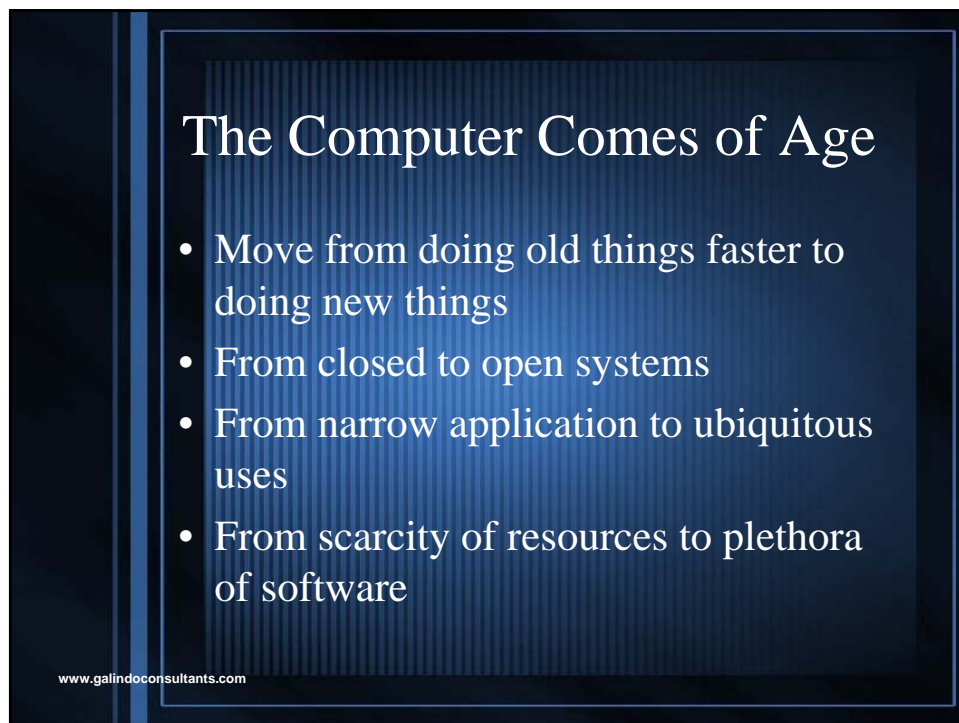 The Computer Comes of Age
• Move from doing old things faster to
doing new things
• From closed to open systems
• From narrow application to ubiquitous
uses
• From scarcity of resources to plethora
of software
www.galindoconsultants.com